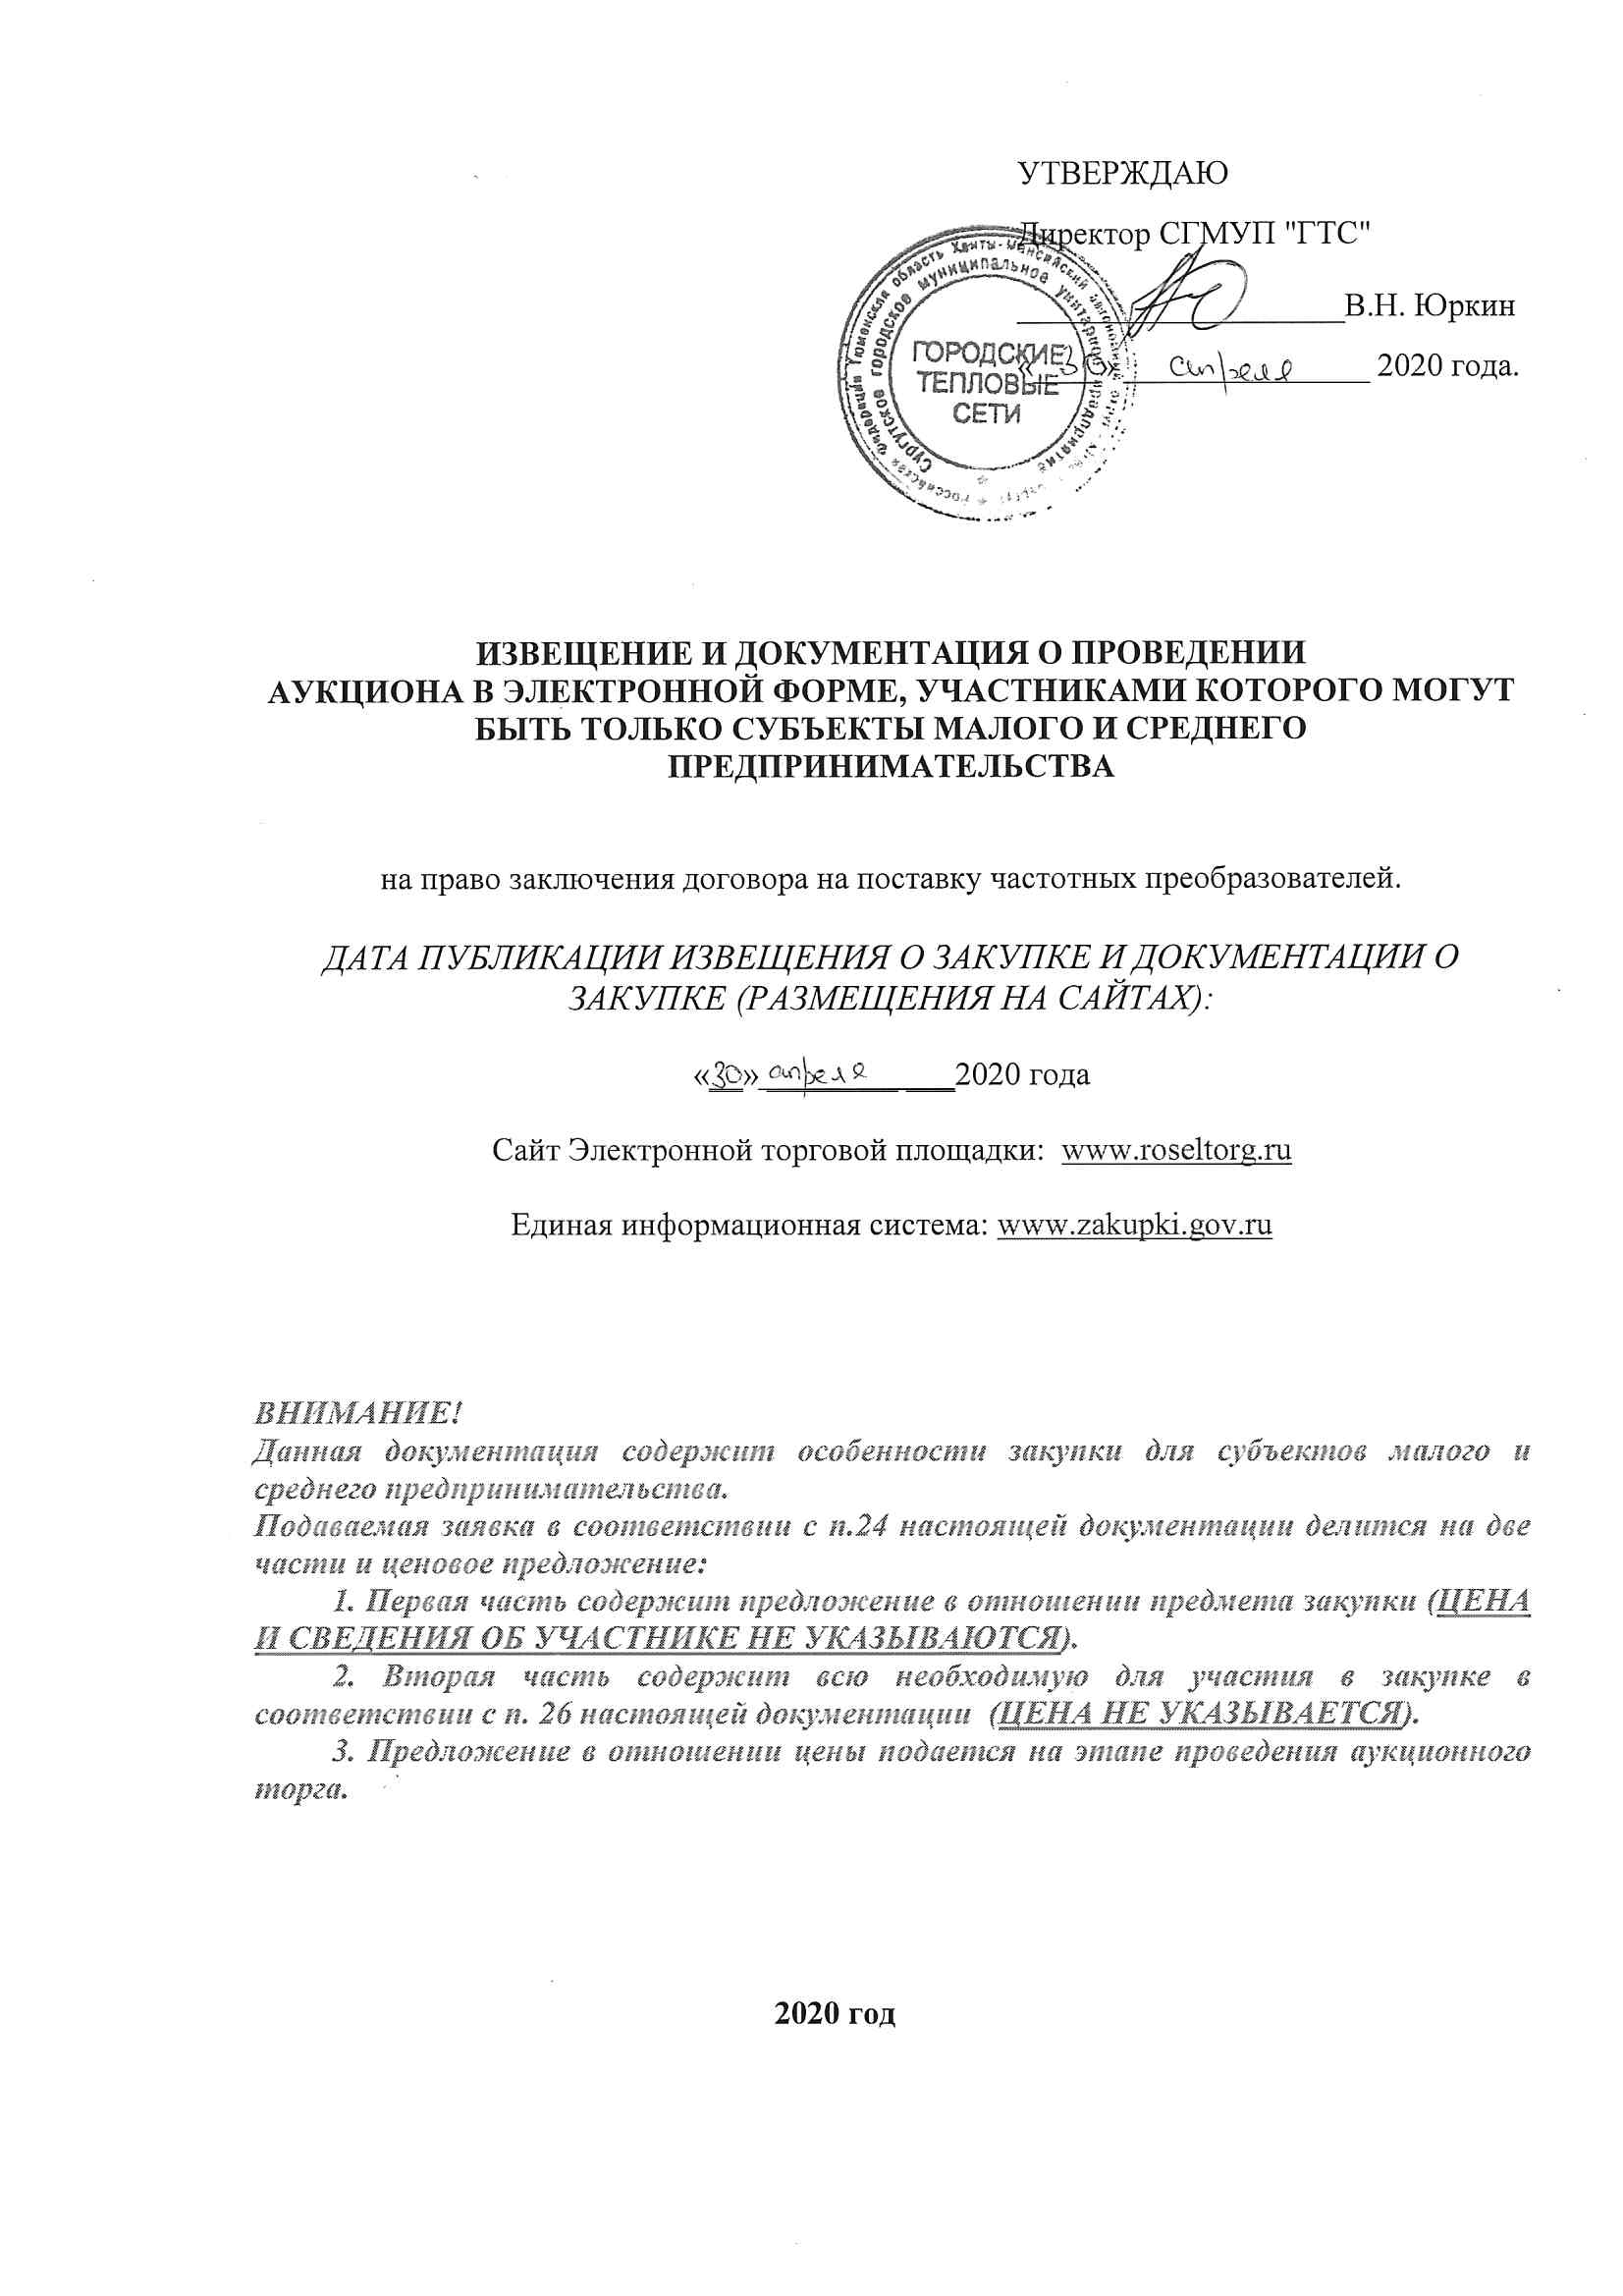 УТВЕРЖДАЮ
Директор СГМУП "ГТС"
В.Н. Юркин
«30» апреля 2020 года.
Сургутское городское муниципальное унитарное предприятие
ГОРОДСКИЕ
ТЕПЛОВЫЕ
СЕТИ
ИЗВЕЩЕНИЕ И ДОКУМЕНТАЦИЯ О ПРОВЕДЕНИИ
АУКЦИОНА В ЭЛЕКТРОННОЙ ФОРМЕ, УЧАСТНИКАМИ КОТОРОГО МОГУТ
БЫТЬ ТОЛЬКО СУБЪЕКТЫ МАЛОГО И СРЕДНЕГО
ПРЕДПРИНИМАТЕЛЬСТВА
на право заключения договора на поставку частотных преобразователей.
ДАТА ПУБЛИКАЦИИ ИЗВЕЩЕНИЯ О ЗАКУПКЕ И ДОКУМЕНТАЦИИ О
ЗАКУПКЕ (РАЗМЕЩЕНИЯ НА САЙТАХ):
«30» апреля 2020 года
Сайт Электронной торговой площадки: www.roseltorg.ru
Единая информационная система: www.zakupki.gov.ru
ВНИМАНИЕ!
Данная документация содержит особенности закупки для субъектов малого и
среднего предпринимательства.
Подаваемая заявка в соответствии с п.24 настоящей документации делится на две
части и ценовое предложение:
1. Первая часть содержит предложение в отношении предмета закупки (ЦЕНА
И СВЕДЕНИЯ ОБ УЧАСТНИКЕ НЕ УКАЗЫВАЮТСЯ).
2. Вторая часть содержит всю необходимую для участия в закупке в
соответствии с п. 26 настоящей документации (ЦЕНА НЕ УКАЗЫВАЕТСЯ).
3. Предложение в отношении цены подается на этапе проведения аукционного
торга.
2020 год